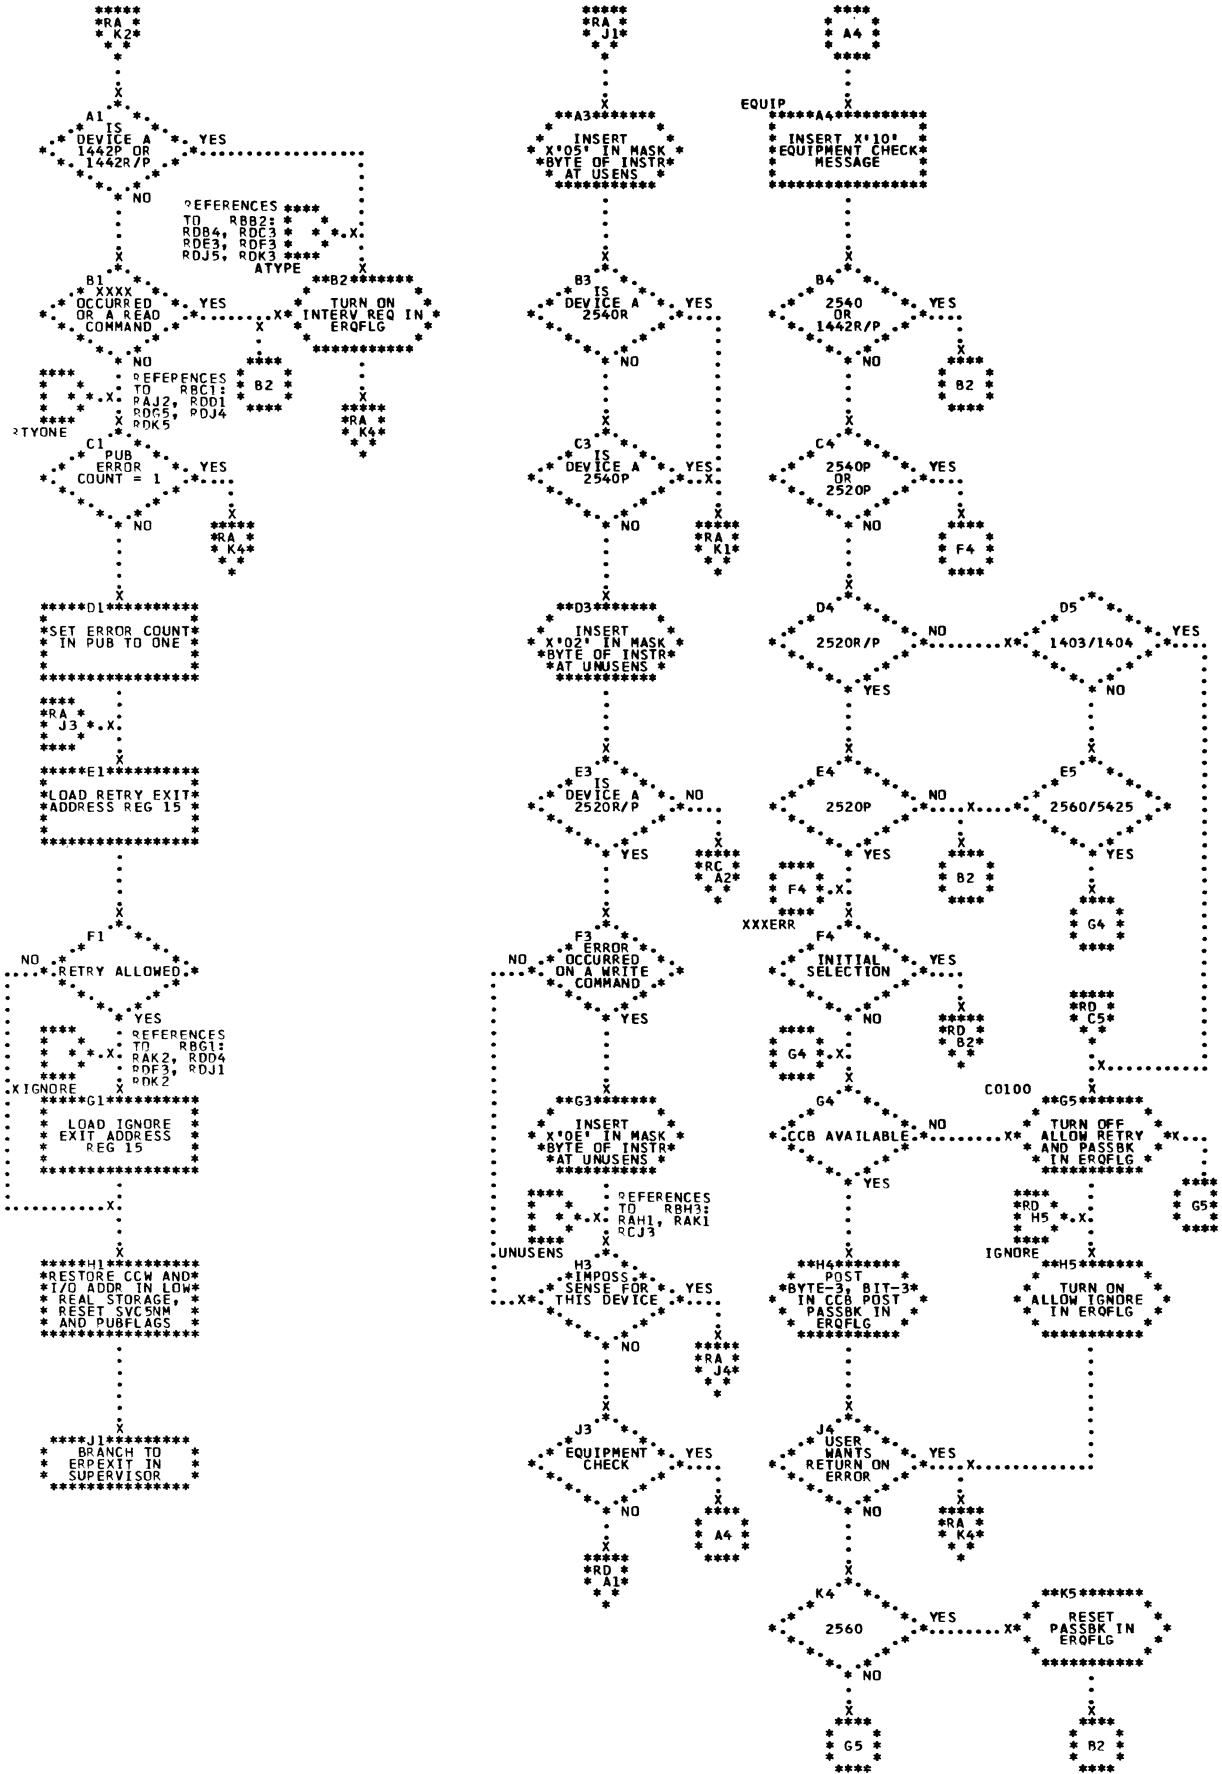 RA
K2
A1
IS
DEVICE A
1442P OR
1442R/P
YES
NO
REFERENCES
TO RBB2:
RDB4, RDC3
RDE3, RDF3
RDJ5, RDK3
ATYPE
B1
XXXX
OCCURRED
OR A READ
COMMAND
YES
NO
B2
TURN ON
INTERV REQ IN
ERQFLG
B2
RA
K4
REFERENCES
TO RBC1:
RAJ2, RDD1
RDG5, RDJ4
RDK5
RTYONE
C1
PUB
ERROR
COUNT = 1
YES
NO
RA
K4
D1
SET ERROR COUNT
IN PUB TO ONE
RA
J3
E1
LOAD RETRY EXIT
ADDRESS REG 15
F1
RETRY ALLOWED
NO
YES
REFERENCES
TO RBG1:
RAK2, RDD4
RDF3, RDJ1
RDK2
IGNORE
G1
LOAD IGNORE
EXIT ADDRESS
REG 15
H1
RESTORE CCW AND
I/O ADDR IN LOW
REAL STORAGE,
RESET SVC5NM
AND PUBFLAGS
J1
BRANCH TO
ERPEXIT IN
SUPERVISOR
RA
J1
A3
INSERT
X'05' IN MASK
BYTE OF INSTR
AT USENS
B3
IS
DEVICE A
2540R
YES
NO
C3
IS
DEVICE A
2540P
YES
NO
RA
K1
D3
INSERT
X'02' IN MASK
BYTE OF INSTR
AT UNUSENS
E3
IS
DEVICE A
2520R/P
NO
YES
RC
A2
F3
ERROR
OCCURRED
ON A WRITE
COMMAND
NO
YES
G3
INSERT
X'0E' IN MASK
BYTE OF INSTR
AT UNUSENS
REFERENCES
TO RBH3:
RAH1, RAK1
RCJ3
UNUSENS
H3
IMPOSS
SENSE FOR
THIS DEVICE
YES
NO
RA
J4
J3
EQUIPMENT
CHECK
YES
NO
A4
RD
A1
A4
EQUIP
A4
INSERT X'10'
EQUIPMENT CHECK
MESSAGE
B4
2540
OR
1442R/P
YES
NO
B2
C4
2540P
OR
2520P
YES
NO
F4
D4
2520R/P
NO
YES
D5
1403/1404
YES
NO
E4
2520P
NO
YES
B2
E5
2560/5425
YES
G4
F4
XXXERR
F4
INITIAL
SELECTION
YES
NO
RD
B2
RD
C5
G4
G4
CCB AVAILABLE
NO
YES
C0100
G5
TURN OFF
ALLOW RETRY
AND PASSBK
IN ERQFLG
G5
RD
H5
IGNORE
H4
POST
BYTE-3, BIT-3
IN CCB POST
PASSBK IN
ERQFLG
H5
TURN ON
ALLOW IGNORE
IN ERQFLG
J4
USER
WANTS
RETURN ON
ERROR
YES
NO
RA
K4
K4
2560
YES
NO
K5
RESET
PASSBK IN
ERQFLG
G5
B2